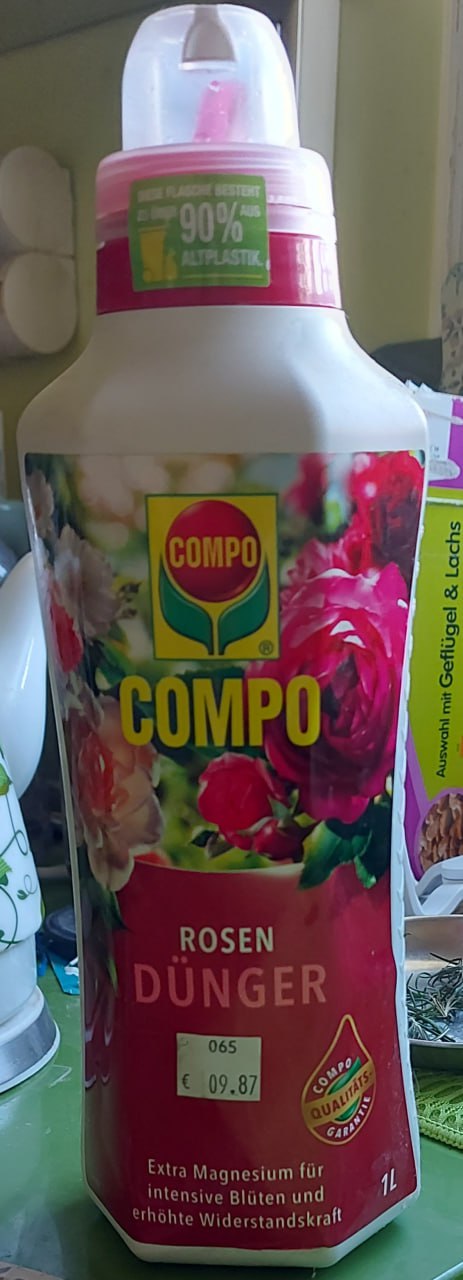 DIESE FLASCHE BESTEHT
ZU ÜBER 90% AUS
ALTPLASTIK.
COMPO
®
COMPO
ROSEN
DÜNGER
065
€ 09.87
COMPO
QUALITÄTS-
GARANTIE
Extra Magnesium für
intensive Blüten und
erhöhte Widerstandskraft
1L
Auswahl mit Geflügel & Lachs